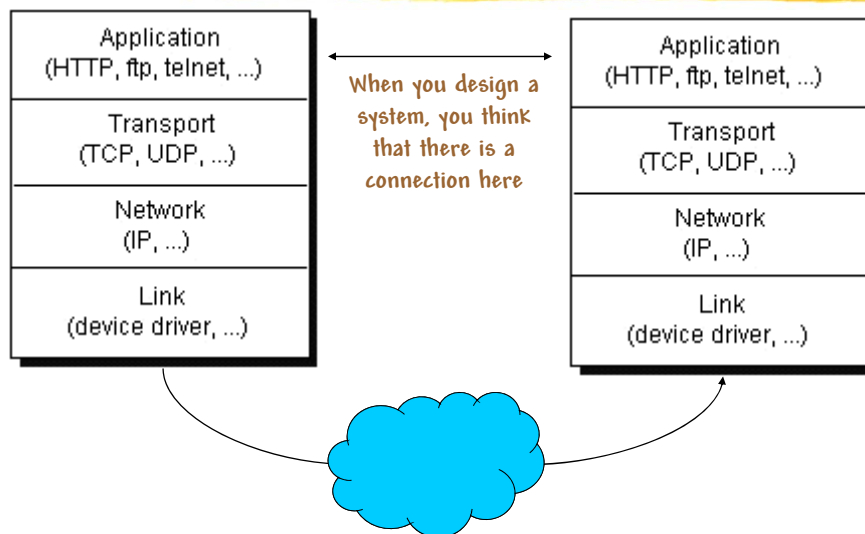 Application
(HTTP, ftp, telnet, ...)
Transport
(TCP, UDP, ...)
Network
(IP, ...)
Link
(device driver, ...)
When you design a
system, you think
that there is a
connection here
Application
(HTTP, ftp, telnet, ...)
Transport
(TCP, UDP, ...)
Network
(IP, ...)
Link
(device driver, ...)